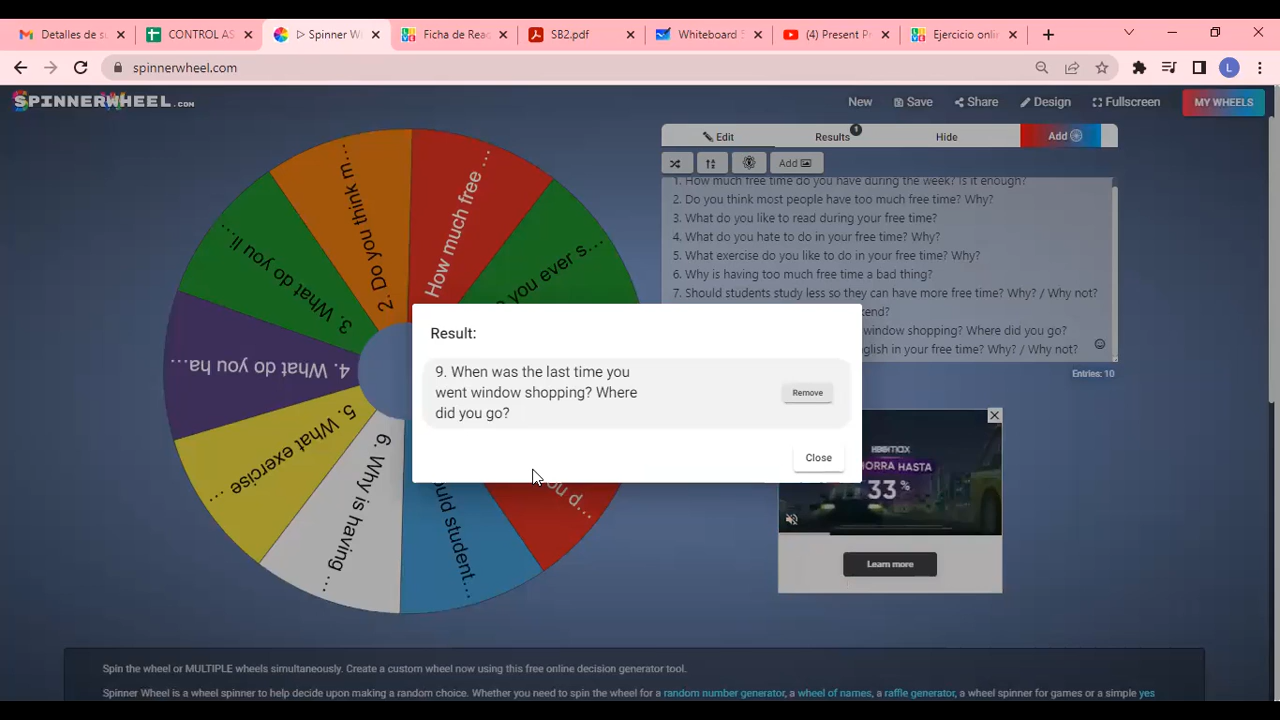 Detalles de su
CONTROL AS
Spinner W
Ficha de Rea
SB2.pdf
Whiteboard
(4) Present P
Ejercicio onlin
spinnerwheel.com
L
SPINNERWHEEL.COM
New
Save
Share
Design
Fullscreen
MY WHEELS
Edit
Results
1
Hide
Add
Add
1. How much free time do you have during the week? Is it enough?
2. Do you think most people have too much free time? Why?
3. What do you like to read during your free time?
4. What do you hate to do in your free time? Why?
5. What exercise do you like to do in your free time? Why?
6. Why is having too much free time a bad thing?
7. Should students study less so they can have more free time? Why? / Why not?
window shopping? Where did you go?
in your free time? Why? / Why not?
Entries: 10
2. Do you think m...
How much free ...
you ever s...
3. What do you li...
4. What do you ha...
5. What exercise ...
6. Why is having ...
student...
Result:
9. When was the last time you
went window shopping? Where
did you go?
Remove
Close
HBOmax
AHORRA HASTA
33%
Learn more
Spin the wheel or MULTIPLE wheels simultaneously. Create a custom wheel now using this free online decision generator tool.
Spinner Wheel is a wheel spinner to help decide upon making a random choice. Whether you need to spin the wheel for a random number generator, a wheel of names, a raffle generator, a wheel spinner for games or a simple yes